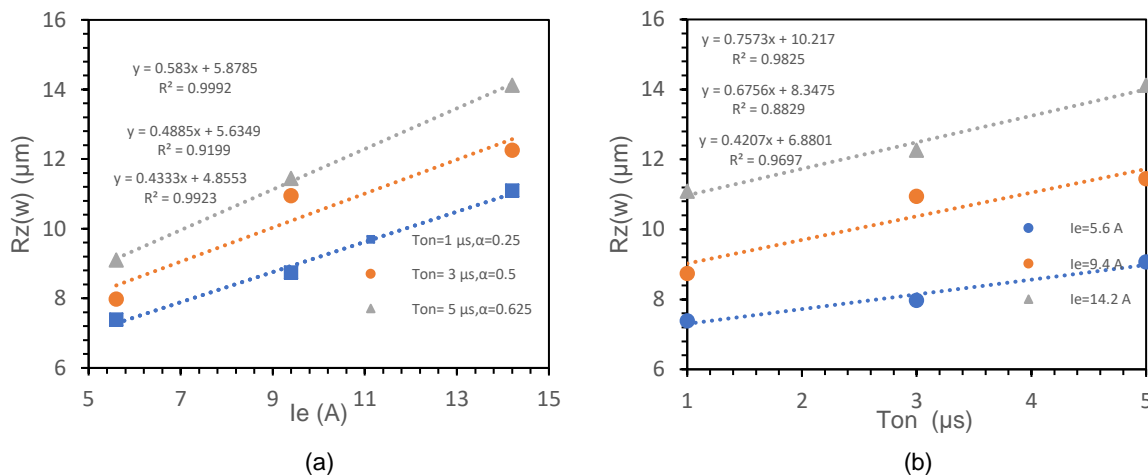 16
14
12
10
8
6
Rz(w) (μm)
y = 0.583x + 5.8785
R² = 0.9992
y = 0.4885x + 5.6349
R² = 0.9199
y = 0.4333x + 4.8553
R² = 0.9923
Ton=1 μs,α=0.25
Ton= 3 μs,α=0.5
Ton= 5 μs,α=0.625
5 7 9 11 13 15
Ie (A)
(a)
16
14
12
10
8
6
Rz(w) (μm)
y = 0.7573x + 10.217
R² = 0.9825
y = 0.6756x + 8.3475
R² = 0.8829
y = 0.4207x + 6.8801
R² = 0.9697
Ie=5.6 A
Ie=9.4 A
Ie=14.2 A
1 2 3 4 5
Ton (μs)
(b)